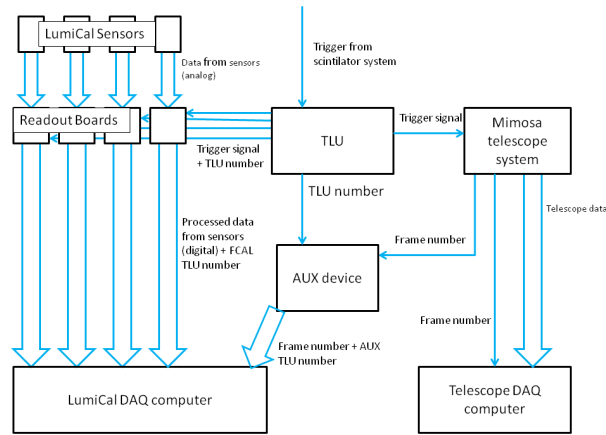 LumiCal Sensors
Data from sensors
(analog)
Trigger from
scintilator system
Readout Boards
TLU
Trigger signal
Mimosa
telescope
system
Trigger signal
+ TLU number
TLU number
Telescope data
Processed data
from sensors
(digital) + FCAL
TLU number
Frame number
AUX device
Frame number
Frame number + AUX
TLU number
LumiCal DAQ computer
Telescope DAQ
computer